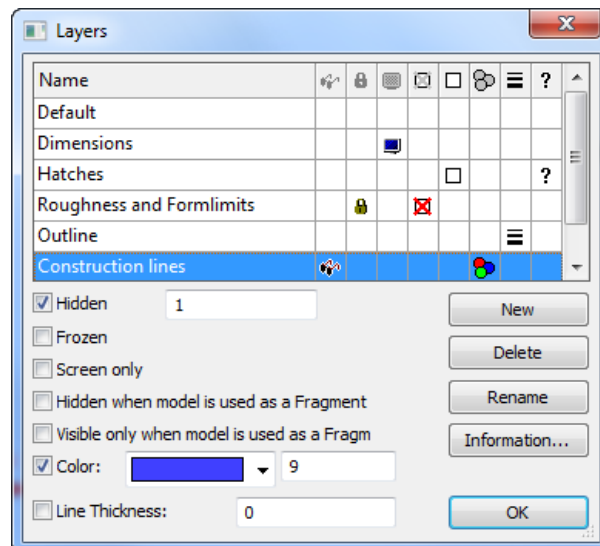 Layers
Name ?
Default
Dimensions
Hatches ?
Roughness and Formlimits
Outline
Construction lines
Hidden 1
New
Frozen
Delete
Screen only
Hidden when model is used as a Fragment
Rename
Visible only when model is used as a Fragm
Information...
Color: 9
Line Thickness: 0
OK